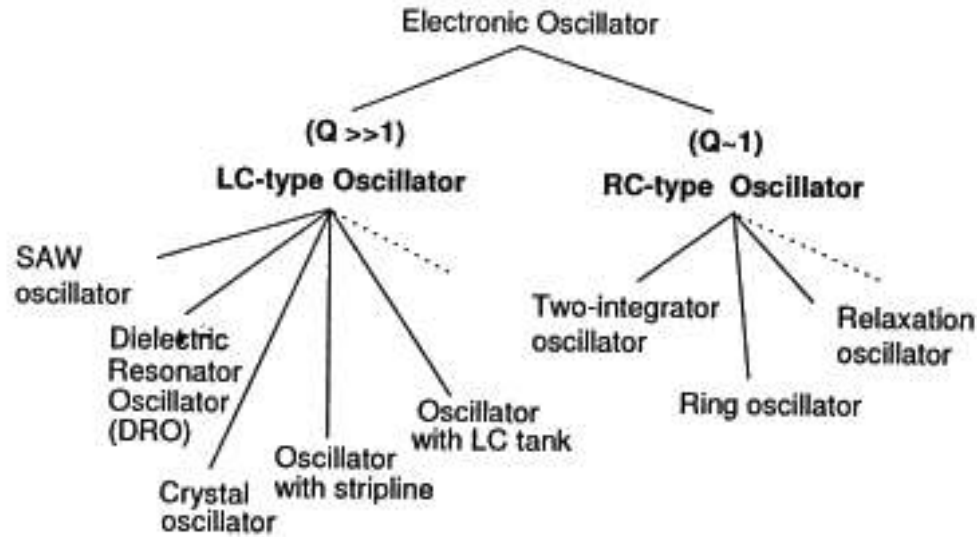 Electronic Oscillator
(Q >>1)
LC-type Oscillator
(Q~1)
RC-type Oscillator
SAW
oscillator
Dielectric
Resonator
Oscillator
(DRO)
Crystal
oscillator
Oscillator
with stripline
Oscillator
with LC tank
Two-integrator
oscillator
Ring oscillator
Relaxation
oscillator